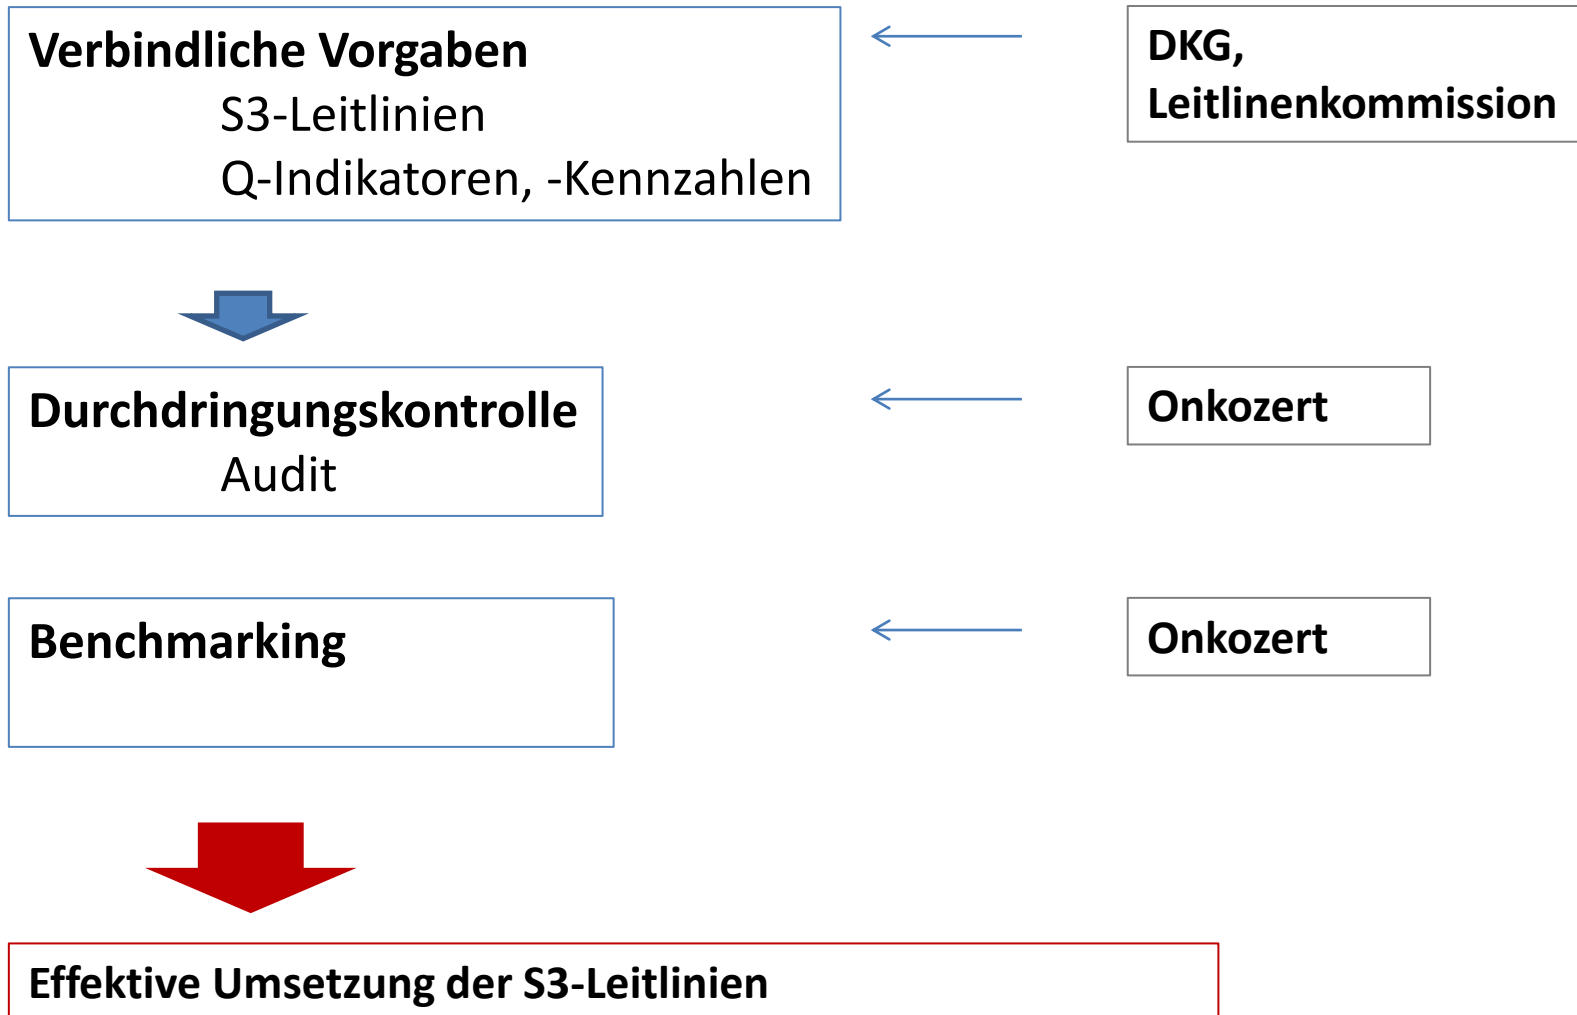 Verbindliche Vorgaben
S3-Leitlinien
Q-Indikatoren, -Kennzahlen
DKG,
Leitlinenkommission
Durchdringungskontrolle
Audit
Onkozert
Benchmarking
Onkozert
Effektive Umsetzung der S3-Leitlinien